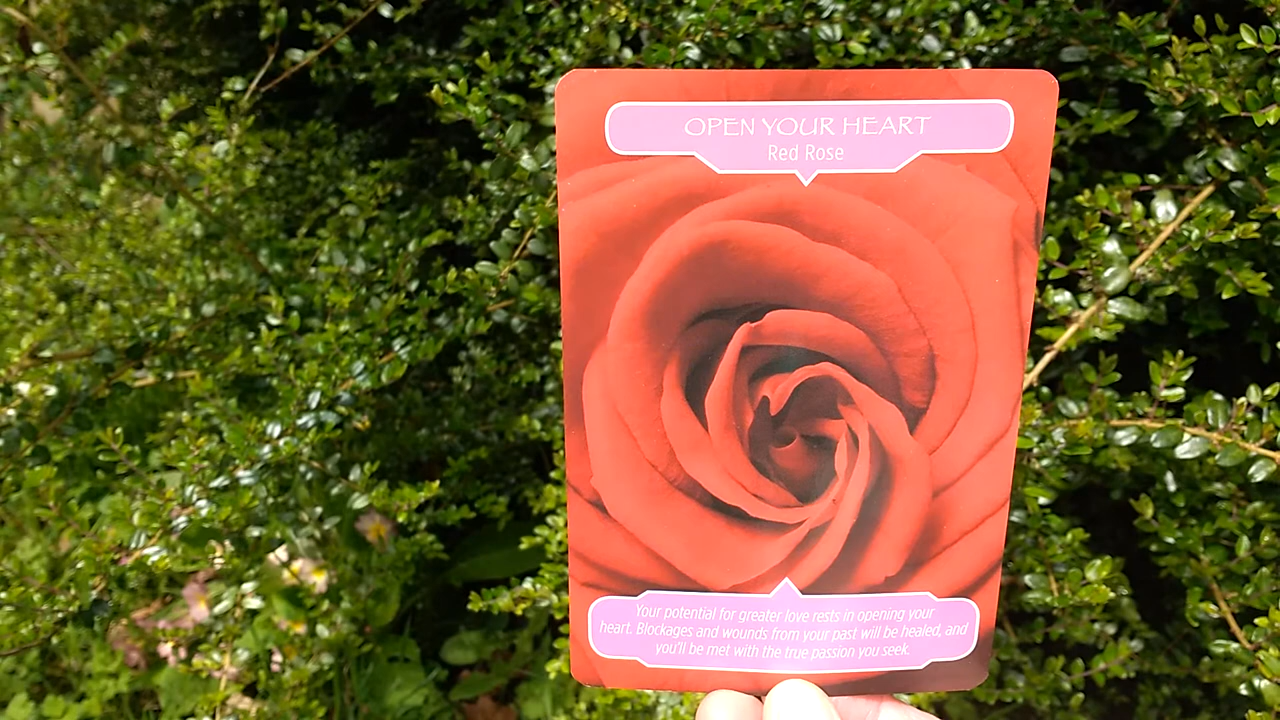 OPEN YOUR HEART
Red Rose
Your potential for greater love rests in opening your
heart. Blockages and wounds from your past will be healed, and
you'll be met with the true passion you seek.